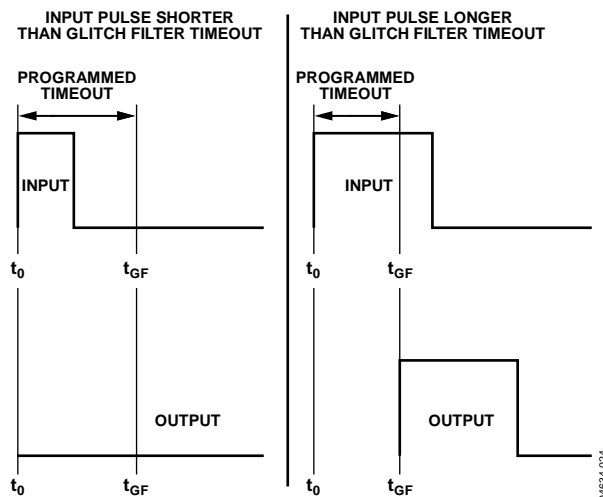 INPUT PULSE SHORTER
THAN GLITCH FILTER TIMEOUT
PROGRAMMED
TIMEOUT
INPUT
t0
tGF
OUTPUT
t0
tGF
INPUT PULSE LONGER
THAN GLITCH FILTER TIMEOUT
PROGRAMMED
TIMEOUT
INPUT
t0
tGF
OUTPUT
t0
tGF